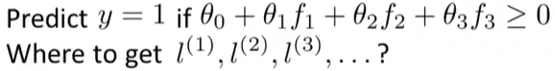 Predict y = 1 if θ₀ + θ₁f₁ + θ₂f₂ + θ₃f₃ ≥ 0
Where to get l⁽¹⁾, l⁽²⁾, l⁽³⁾, ...?